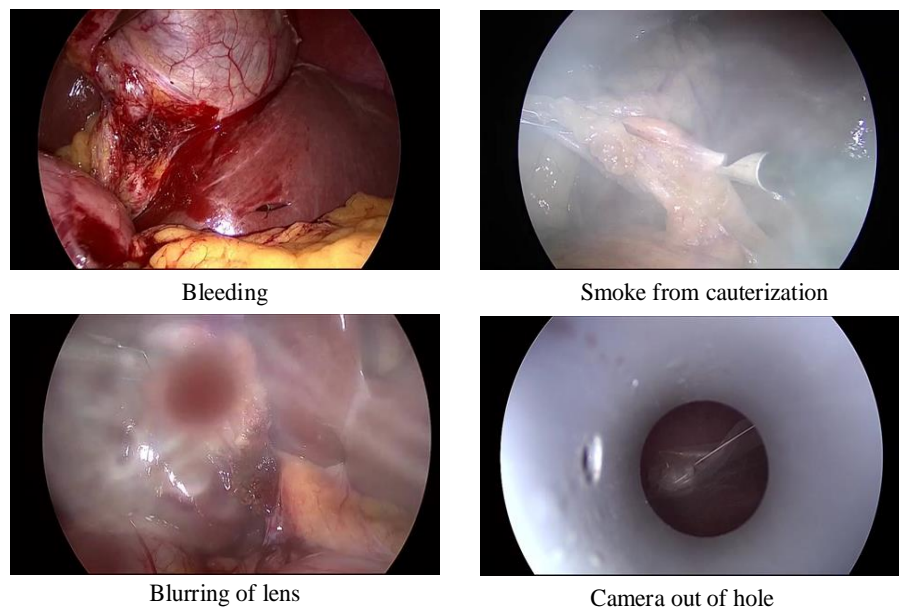 Bleeding
Smoke from cauterization
Blurring of lens
Camera out of hole